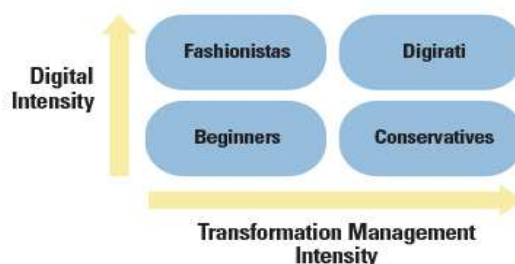 Fashionistas
Digirati
Digital
Intensity
Beginners
Conservatives
Transformation Management
Intensity